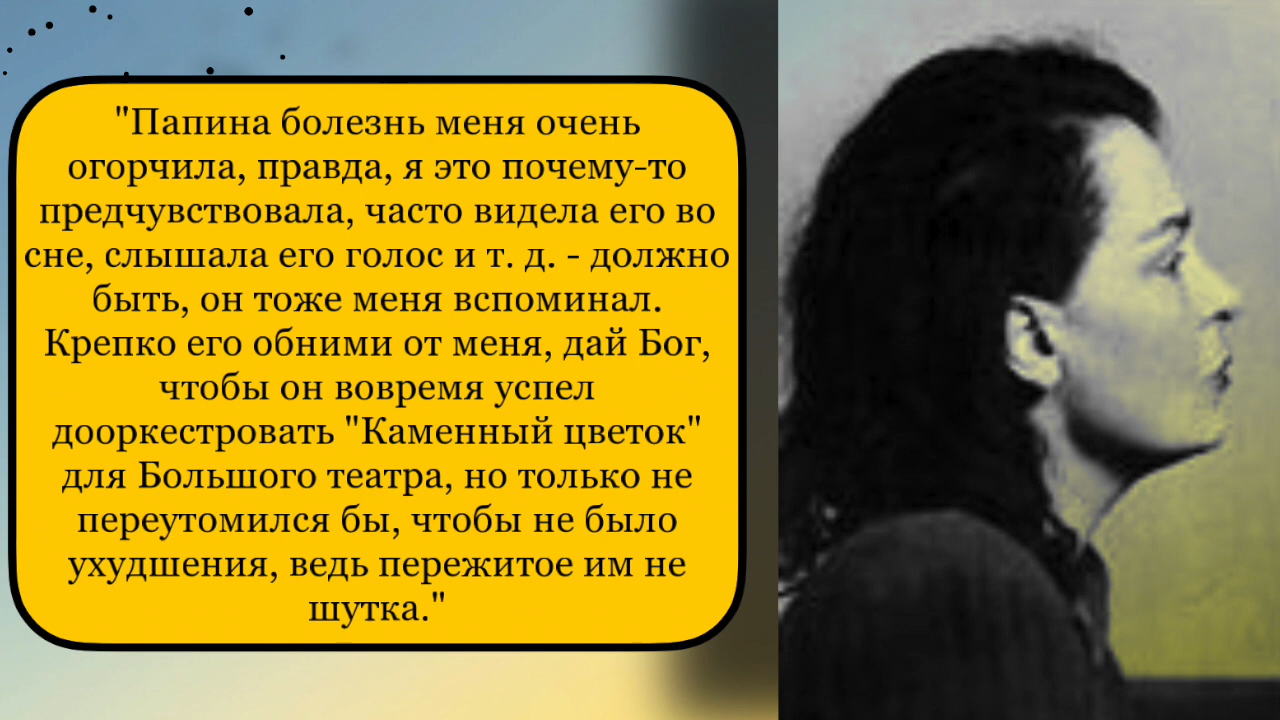 "Папина болезнь меня очень
огорчила, правда, я это почему-то
предчувствовала, часто видела его во
сне, слышала его голос и т. д. - должно
быть, он тоже меня вспоминал.
Крепко его обними от меня, дай Бог,
чтобы он вовремя успел
дооркестровать "Каменный цветок"
для Большого театра, но только не
переутомился бы, чтобы не было
ухудшения, ведь пережитое им не
шутка."